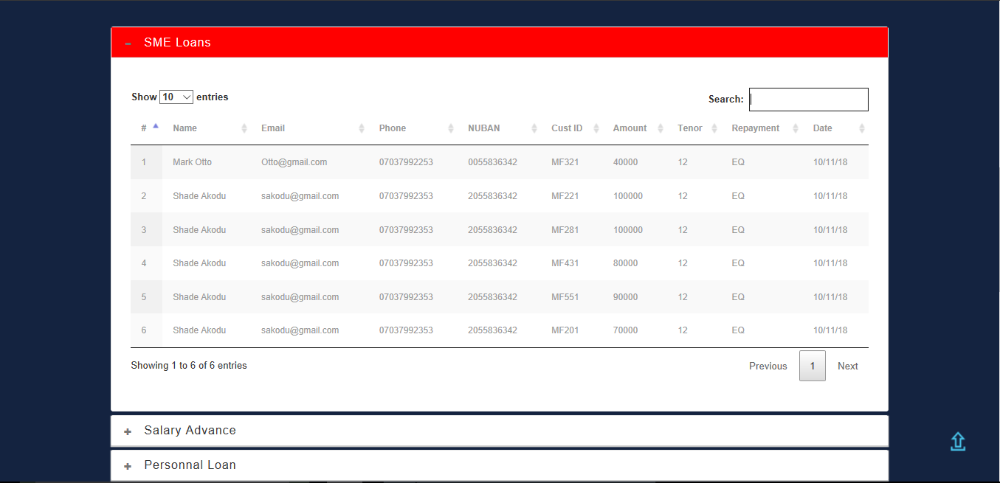 SME Loans
Show 10 entries Search:
# Name Email Phone NUBAN Cust ID Amount Tenor Repayment Date
1 Mark Otto Otto@gmail.com 07037992253 0055836342 MF321 40000 12 EQ 10/11/18
2 Shade Akodu sakodu@gmail.com 07037992353 2055836342 MF221 100000 12 EQ 10/11/18
3 Shade Akodu sakodu@gmail.com 07037992353 2055836342 MF281 100000 12 EQ 10/11/18
4 Shade Akodu sakodu@gmail.com 07037992353 2055836342 MF431 80000 12 EQ 10/11/18
5 Shade Akodu sakodu@gmail.com 07037992353 2055836342 MF551 90000 12 EQ 10/11/18
6 Shade Akodu sakodu@gmail.com 07037992353 2055836342 MF201 70000 12 EQ 10/11/18
Showing 1 to 6 of 6 entries Previous 1 Next
Salary Advance
Personnal Loan